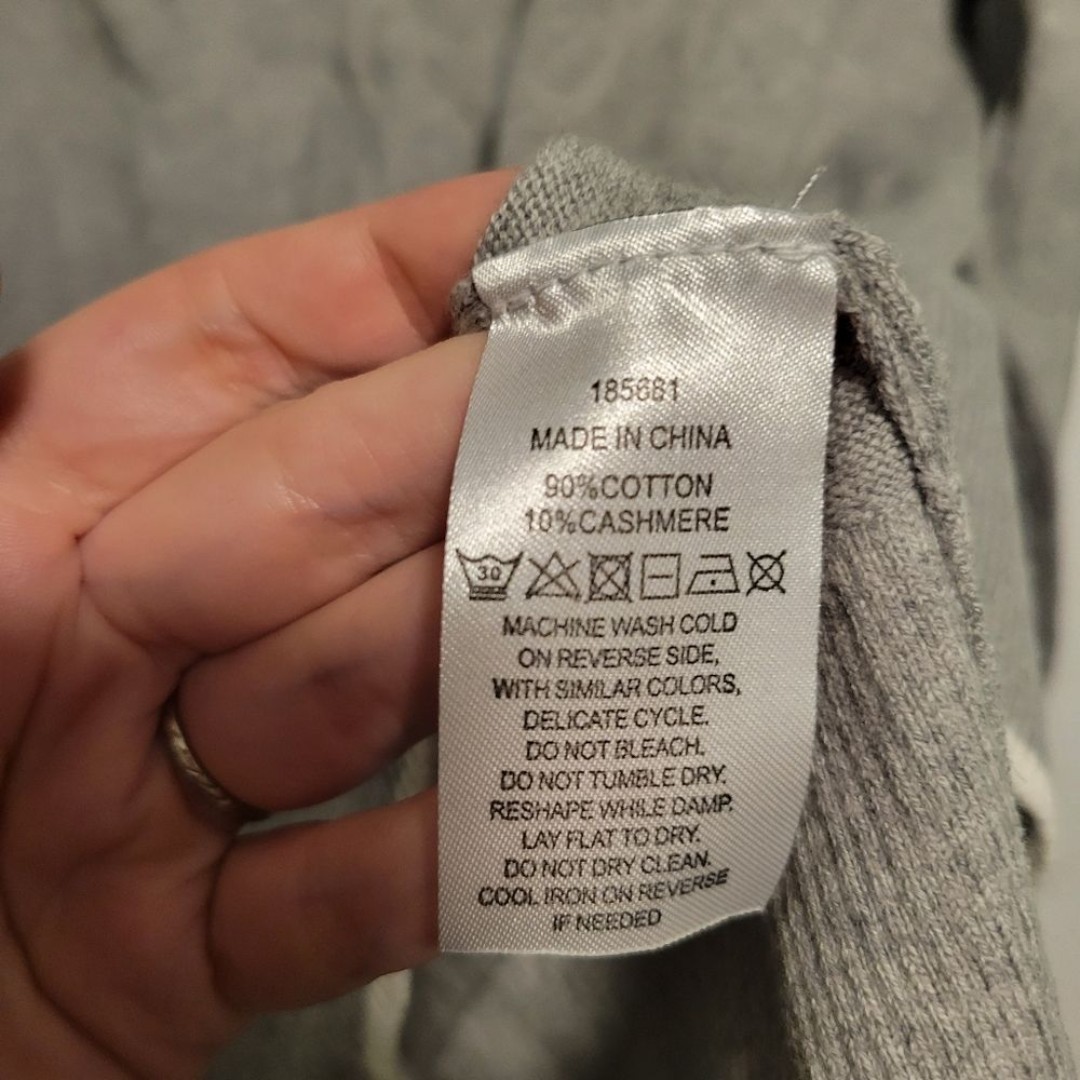 185681
MADE IN CHINA
90%COTTON
10%CASHMERE
30
MACHINE WASH COLD
ON REVERSE SIDE,
WITH SIMILAR COLORS,
DELICATE CYCLE.
DO NOT BLEACH.
DO NOT TUMBLE DRY.
RESHAPE WHILE DAMP.
LAY FLAT TO DRY.
DO NOT DRY CLEAN.
COOL IRON ON REVERSE
IF NEEDED